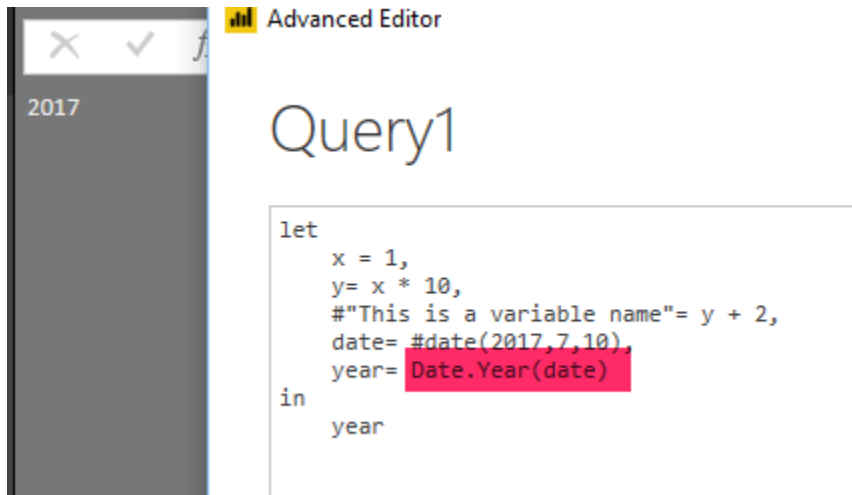 Advanced Editor
2017
Query1
let
x = 1,
y= x * 10,
#"This is a variable name"= y + 2,
date= #date(2017,7,10),
year= Date.Year(date)
in
year